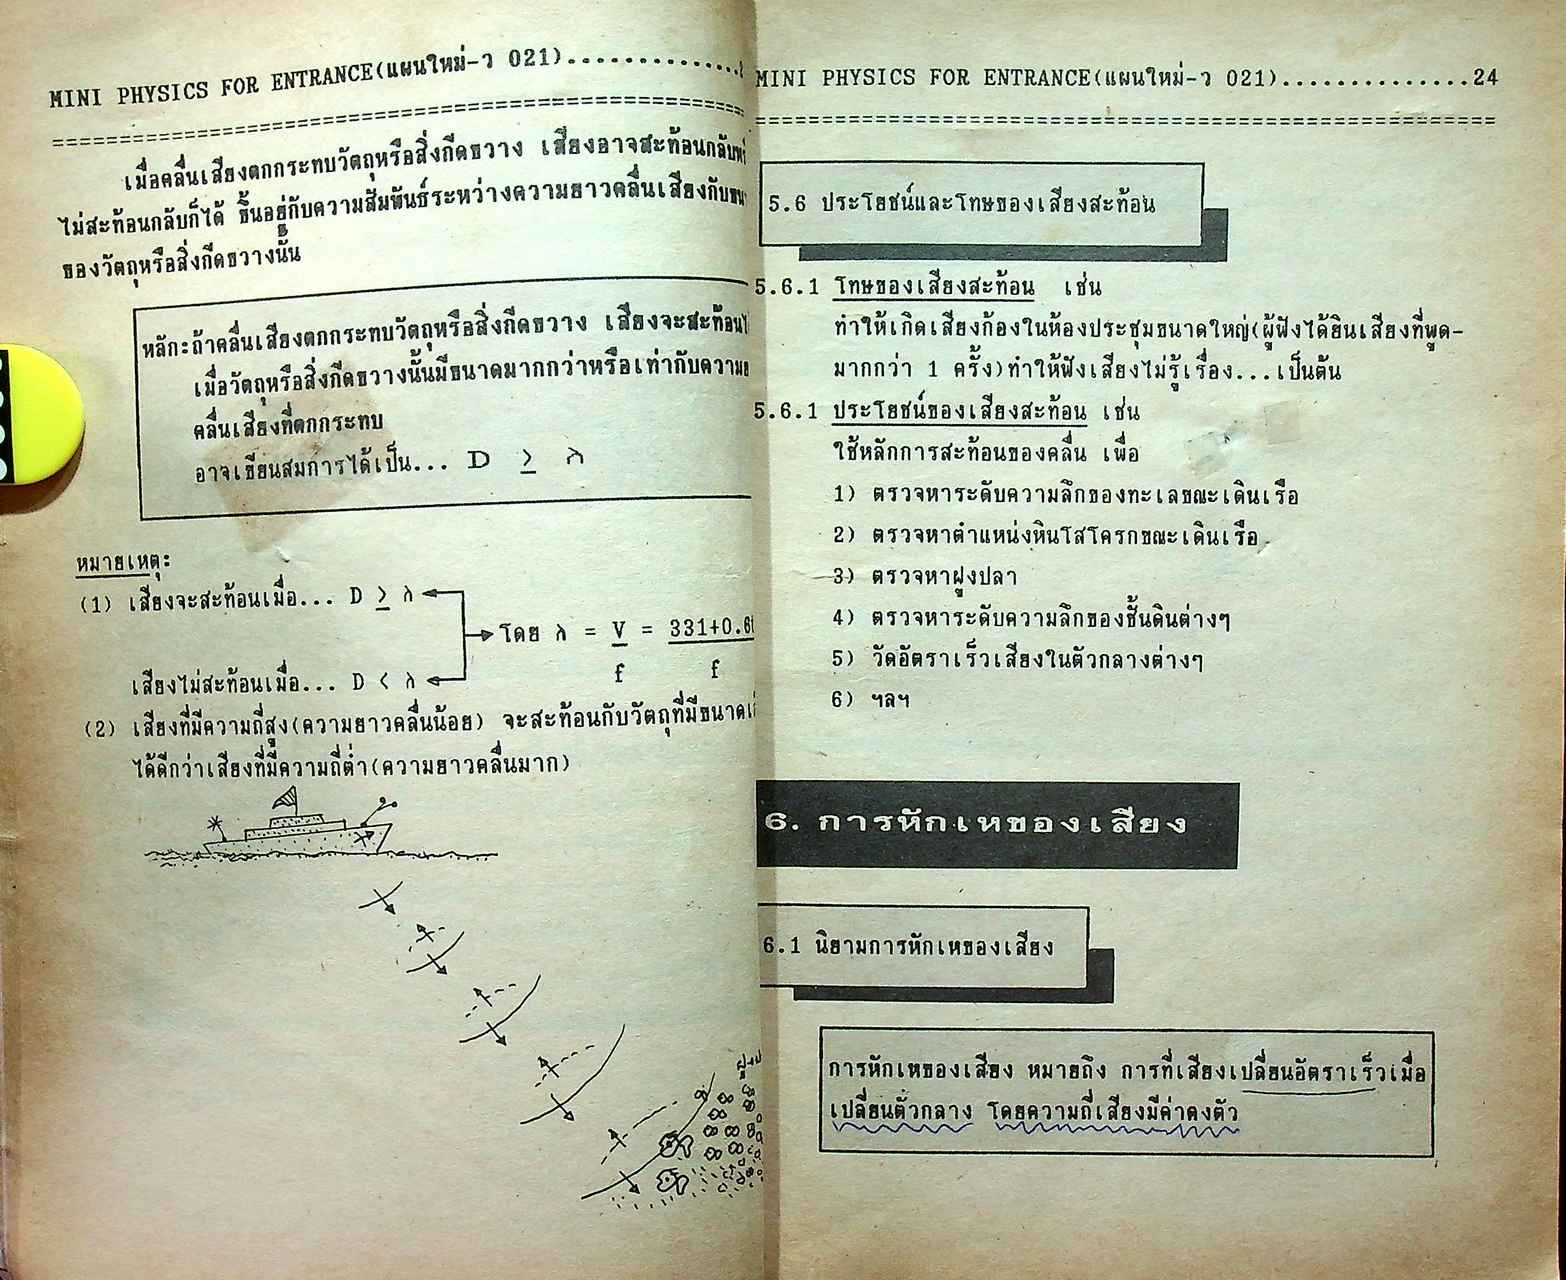 MINI PHYSICS FOR ENTRANCE(แผนใหม่-ว 021)...............
เมื่อคลื่นเสียงตกกระทบวัตถุหรือสิ่งกีดขวาง เสียงอาจสะท้อนกลับ
ไม่สะท้อนกลับก็ได้ ขึ้นอยู่กับความสัมพันธ์ระหว่างความยาวคลื่นเสียงกับ
ของวัตถุหรือสิ่งกีดขวางนั้น
หลัก:ถ้าคลื่นเสียงตกกระทบวัตถุหรือสิ่งกีดขวาง เสียงจะสะท้อน
เมื่อวัตถุหรือสิ่งกีดขวางนั้นมีขนาดมากกว่าหรือเท่ากับความ
คลื่นเสียงที่ตกกระทบ
อาจเขียนสมการได้เป็น... D ≥ λ
หมายเหตุ:
(1) เสียงจะสะท้อนเมื่อ... D ≥ λ
โดย λ = V/f = 331+0.6t/f
เสียงไม่สะท้อนเมื่อ... D < λ
(2) เสียงที่มีความถี่สูง(ความยาวคลื่นน้อย) จะสะท้อนกับวัตถุที่มีขนาด
ได้ดีกว่าเสียงที่มีความถี่ต่ำ(ความยาวคลื่นมาก)
MINI PHYSICS FOR ENTRANCE(แผนใหม่-ว 021)..............24
5.6 ประโยชน์และโทษของเสียงสะท้อน
5.6.1 โทษของเสียงสะท้อน เช่น
ทำให้เกิดเสียงก้องในห้องประชุมขนาดใหญ่(ผู้ฟังได้ยินเสียงที่พูด-
มากกว่า 1 ครั้ง)ทำให้ฟังเสียงไม่รู้เรื่อง...เป็นต้น
5.6.1 ประโยชน์ของเสียงสะท้อน เช่น
ใช้หลักการสะท้อนของคลื่น เพื่อ
1) ตรวจหาระดับความลึกของทะเลขณะเดินเรือ
2) ตรวจหาตำแหน่งหินโสโครกขณะเดินเรือ
3) ตรวจหาฝูงปลา
4) ตรวจหาระดับความลึกของชั้นดินต่างๆ
5) วัดอัตราเร็วเสียงในตัวกลางต่างๆ
6) ฯลฯ
6. การหักเหของเสียง
6.1 นิยามการหักเหของเสียง
การหักเหของเสียง หมายถึง การที่เสียงเปลี่ยนอัตราเร็วเมื่อ
เปลี่ยนตัวกลาง โดยความถี่เสียงมีค่าคงตัว